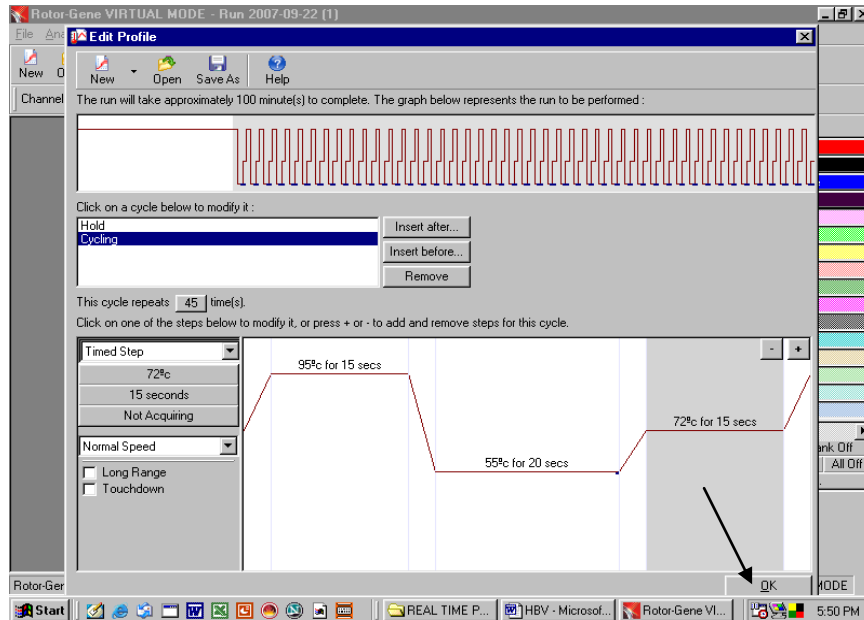 Rotor-Gene VIRTUAL MODE - Run 2007-09-22 (1)
File Ana
Edit Profile
New
New Open Save As Help
Channel
The run will take approximately 100 minute(s) to complete. The graph below represents the run to be performed :
Click on a cycle below to modify it :
Hold
Cycling
Insert after...
Insert before...
Remove
This cycle repeats 45 time(s).
Click on one of the steps below to modify it, or press + or - to add and remove steps for this cycle.
Timed Step
- +
72ºc
15 seconds
Not Acquiring
Normal Speed
Long Range
Touchdown
95ºc for 15 secs
55ºc for 20 secs
72ºc for 15 secs
ank Off
All Off
OK
Rotor-Ger
MODE
Start
REAL TIME P...
HBV - Microsof...
Rotor-Gene VI...
5:50 PM